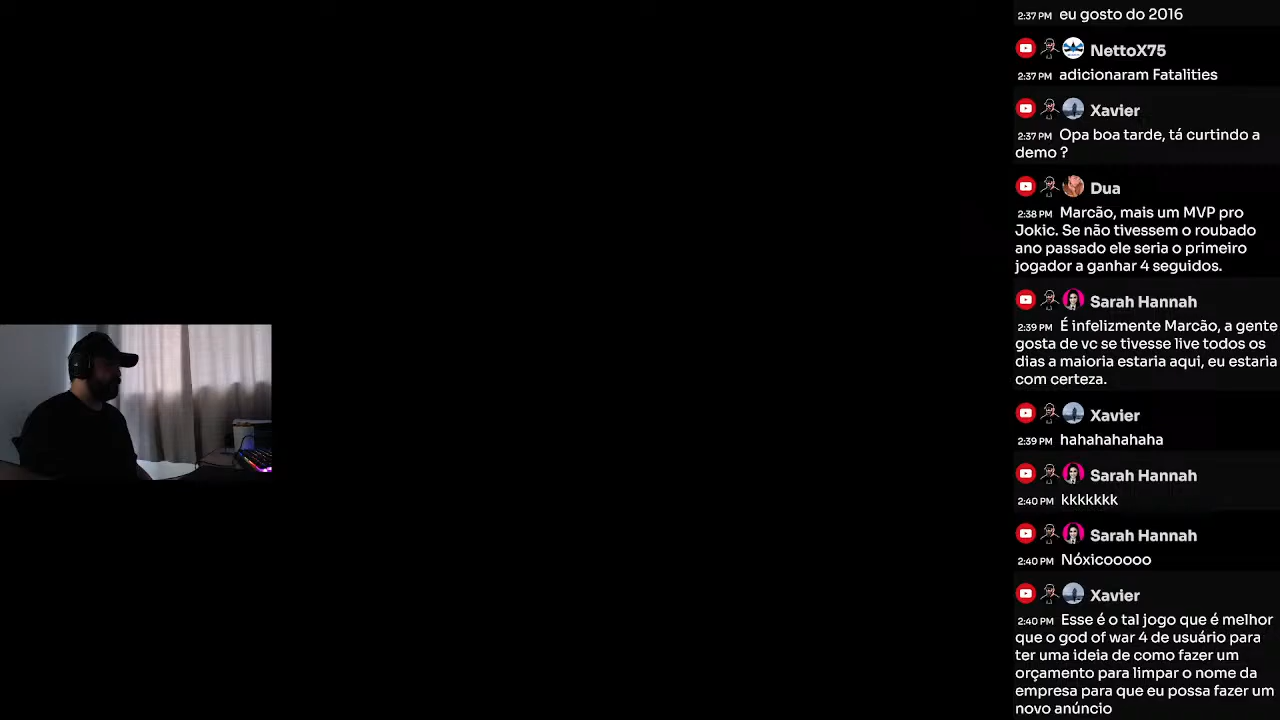 2:37 PM eu gosto do 2016
NettoX75
2:37 PM adicionaram Fatalities
Xavier
2:37 PM Opa boa tarde, tá curtindo a
demo ?
Dua
2:38 PM Marcão, mais um MVP pro
Jokic. Se não tivessem o roubado
ano passado ele seria o primeiro
jogador a ganhar 4 seguidos.
Sarah Hannah
2:39 PM É infelizmente Marcão, a gente
gosta de vc se tivesse live todos os
dias a maioria estaria aqui, eu estaria
com certeza.
Xavier
2:39 PM hahahahahaha
Sarah Hannah
2:40 PM kkkkkkk
Sarah Hannah
2:40 PM Nóxicooooo
Xavier
2:40 PM Esse é o tal jogo que é melhor
que o god of war 4 de usuário para
ter uma ideia de como fazer um
orçamento para limpar o nome da
empresa para que eu possa fazer um
novo anúncio